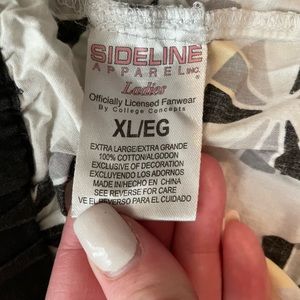 SIDELINE
APPAREL INC.
Ladies
Officially Licensed Fanwear
By College Concepts
XL/EG
EXTRA LARGE/EXTRA GRANDE
100% COTTON/ALGODON
EXCLUSIVE OF DECORATION
EXCLUYENDO LOS ADORNOS
MADE IN/HECHO EN CHINA
SEE REVERSE FOR CARE
VE AL REVERSO PARA EL CUIDADO